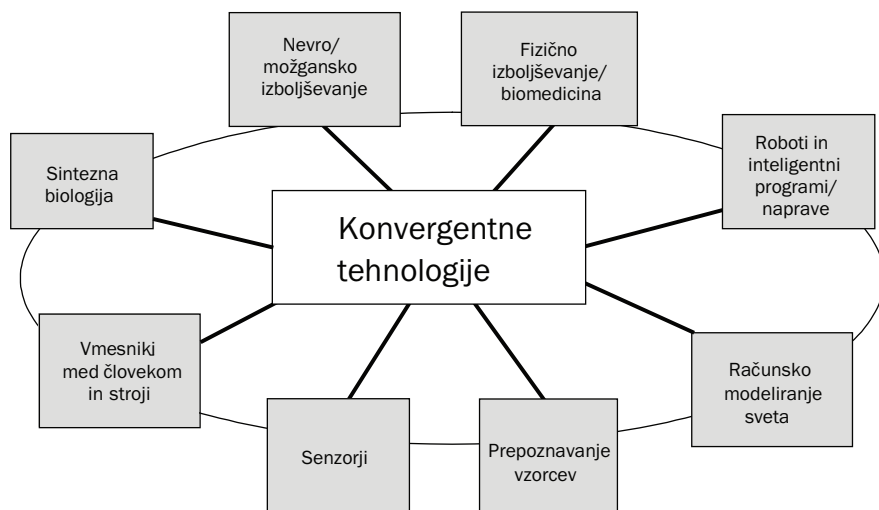 Nevro/
možgansko
izboljševanje
Fizično
izboljševanje/
biomedicina
Sintezna
biologija
Roboti in
inteligentni
programi/
naprave
Konvergentne
tehnologije
Vmesniki
med človekom
in stroji
Računsko
modeliranje
sveta
Senzorji
Prepoznavanje
vzorcev